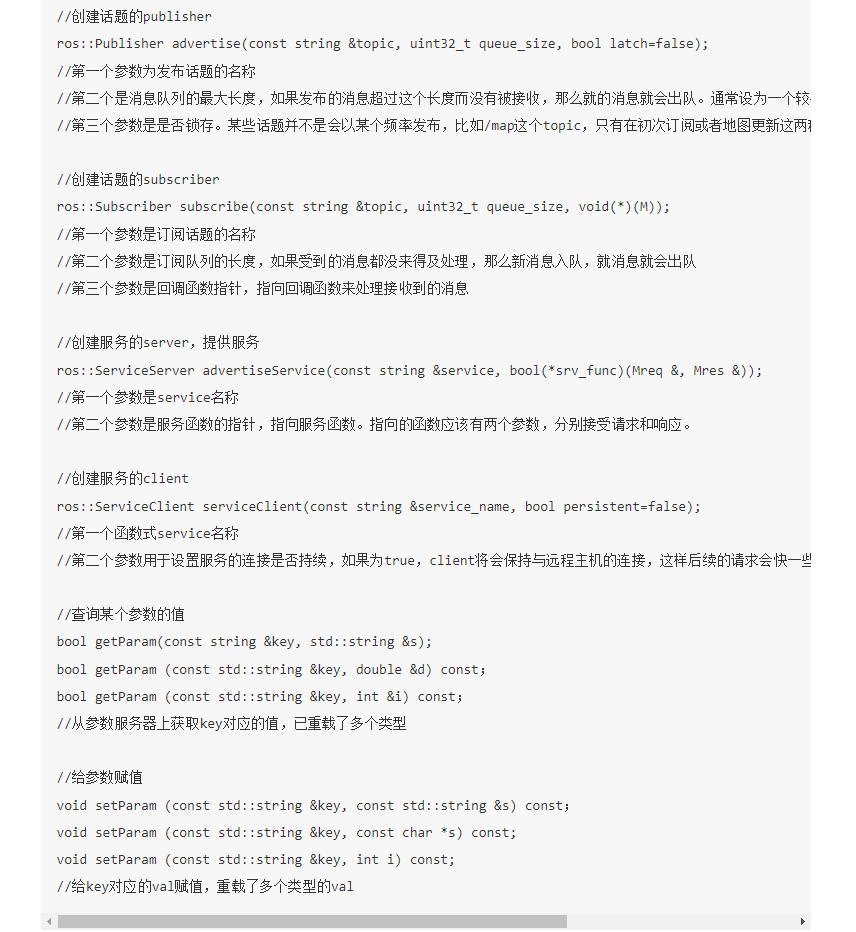 //创建话题的publisher
ros::Publisher advertise(const string &topic, uint32_t queue_size, bool latch=false);
//第一个参数为发布话题的名称
//第二个是消息队列的最大长度，如果发布的消息超过这个长度而没有被接收，那么就的消息就会出队。通常设为一个较
//第三个参数是是否锁存。某些话题并不是会以某个频率发布，比如/map这个topic，只有在初次订阅或者地图更新这两
//创建话题的subscriber
ros::Subscriber subscribe(const string &topic, uint32_t queue_size, void(*)(M));
//第一个参数是订阅话题的名称
//第二个参数是订阅队列的长度，如果受到的消息都没来得及处理，那么新消息入队，就消息就会出队
//第三个参数是回调函数指针，指向回调函数来处理接收到的消息
//创建服务的server，提供服务
ros::ServiceServer advertiseService(const string &service, bool(*srv_func)(Mreq &, Mres &));
//第一个参数是service名称
//第二个参数是服务函数的指针，指向服务函数。指向的函数应该有两个参数，分别接受请求和响应。
//创建服务的client
ros::ServiceClient serviceClient(const string &service_name, bool persistent=false);
//第一个函数式service名称
//第二个参数用于设置服务的连接是否持续，如果为true，client将会保持与远程主机的连接，这样后续的请求会快一些
//查询某个参数的值
bool getParam(const string &key, std::string &s);
bool getParam (const std::string &key, double &d) const；
bool getParam (const std::string &key, int &i) const；
//从参数服务器上获取key对应的值，已重载了多个类型
//给参数赋值
void setParam (const std::string &key, const std::string &s) const；
void setParam (const std::string &key, const char *s) const;
void setParam (const std::string &key, int i) const;
//给key对应的val赋值，重载了多个类型的val